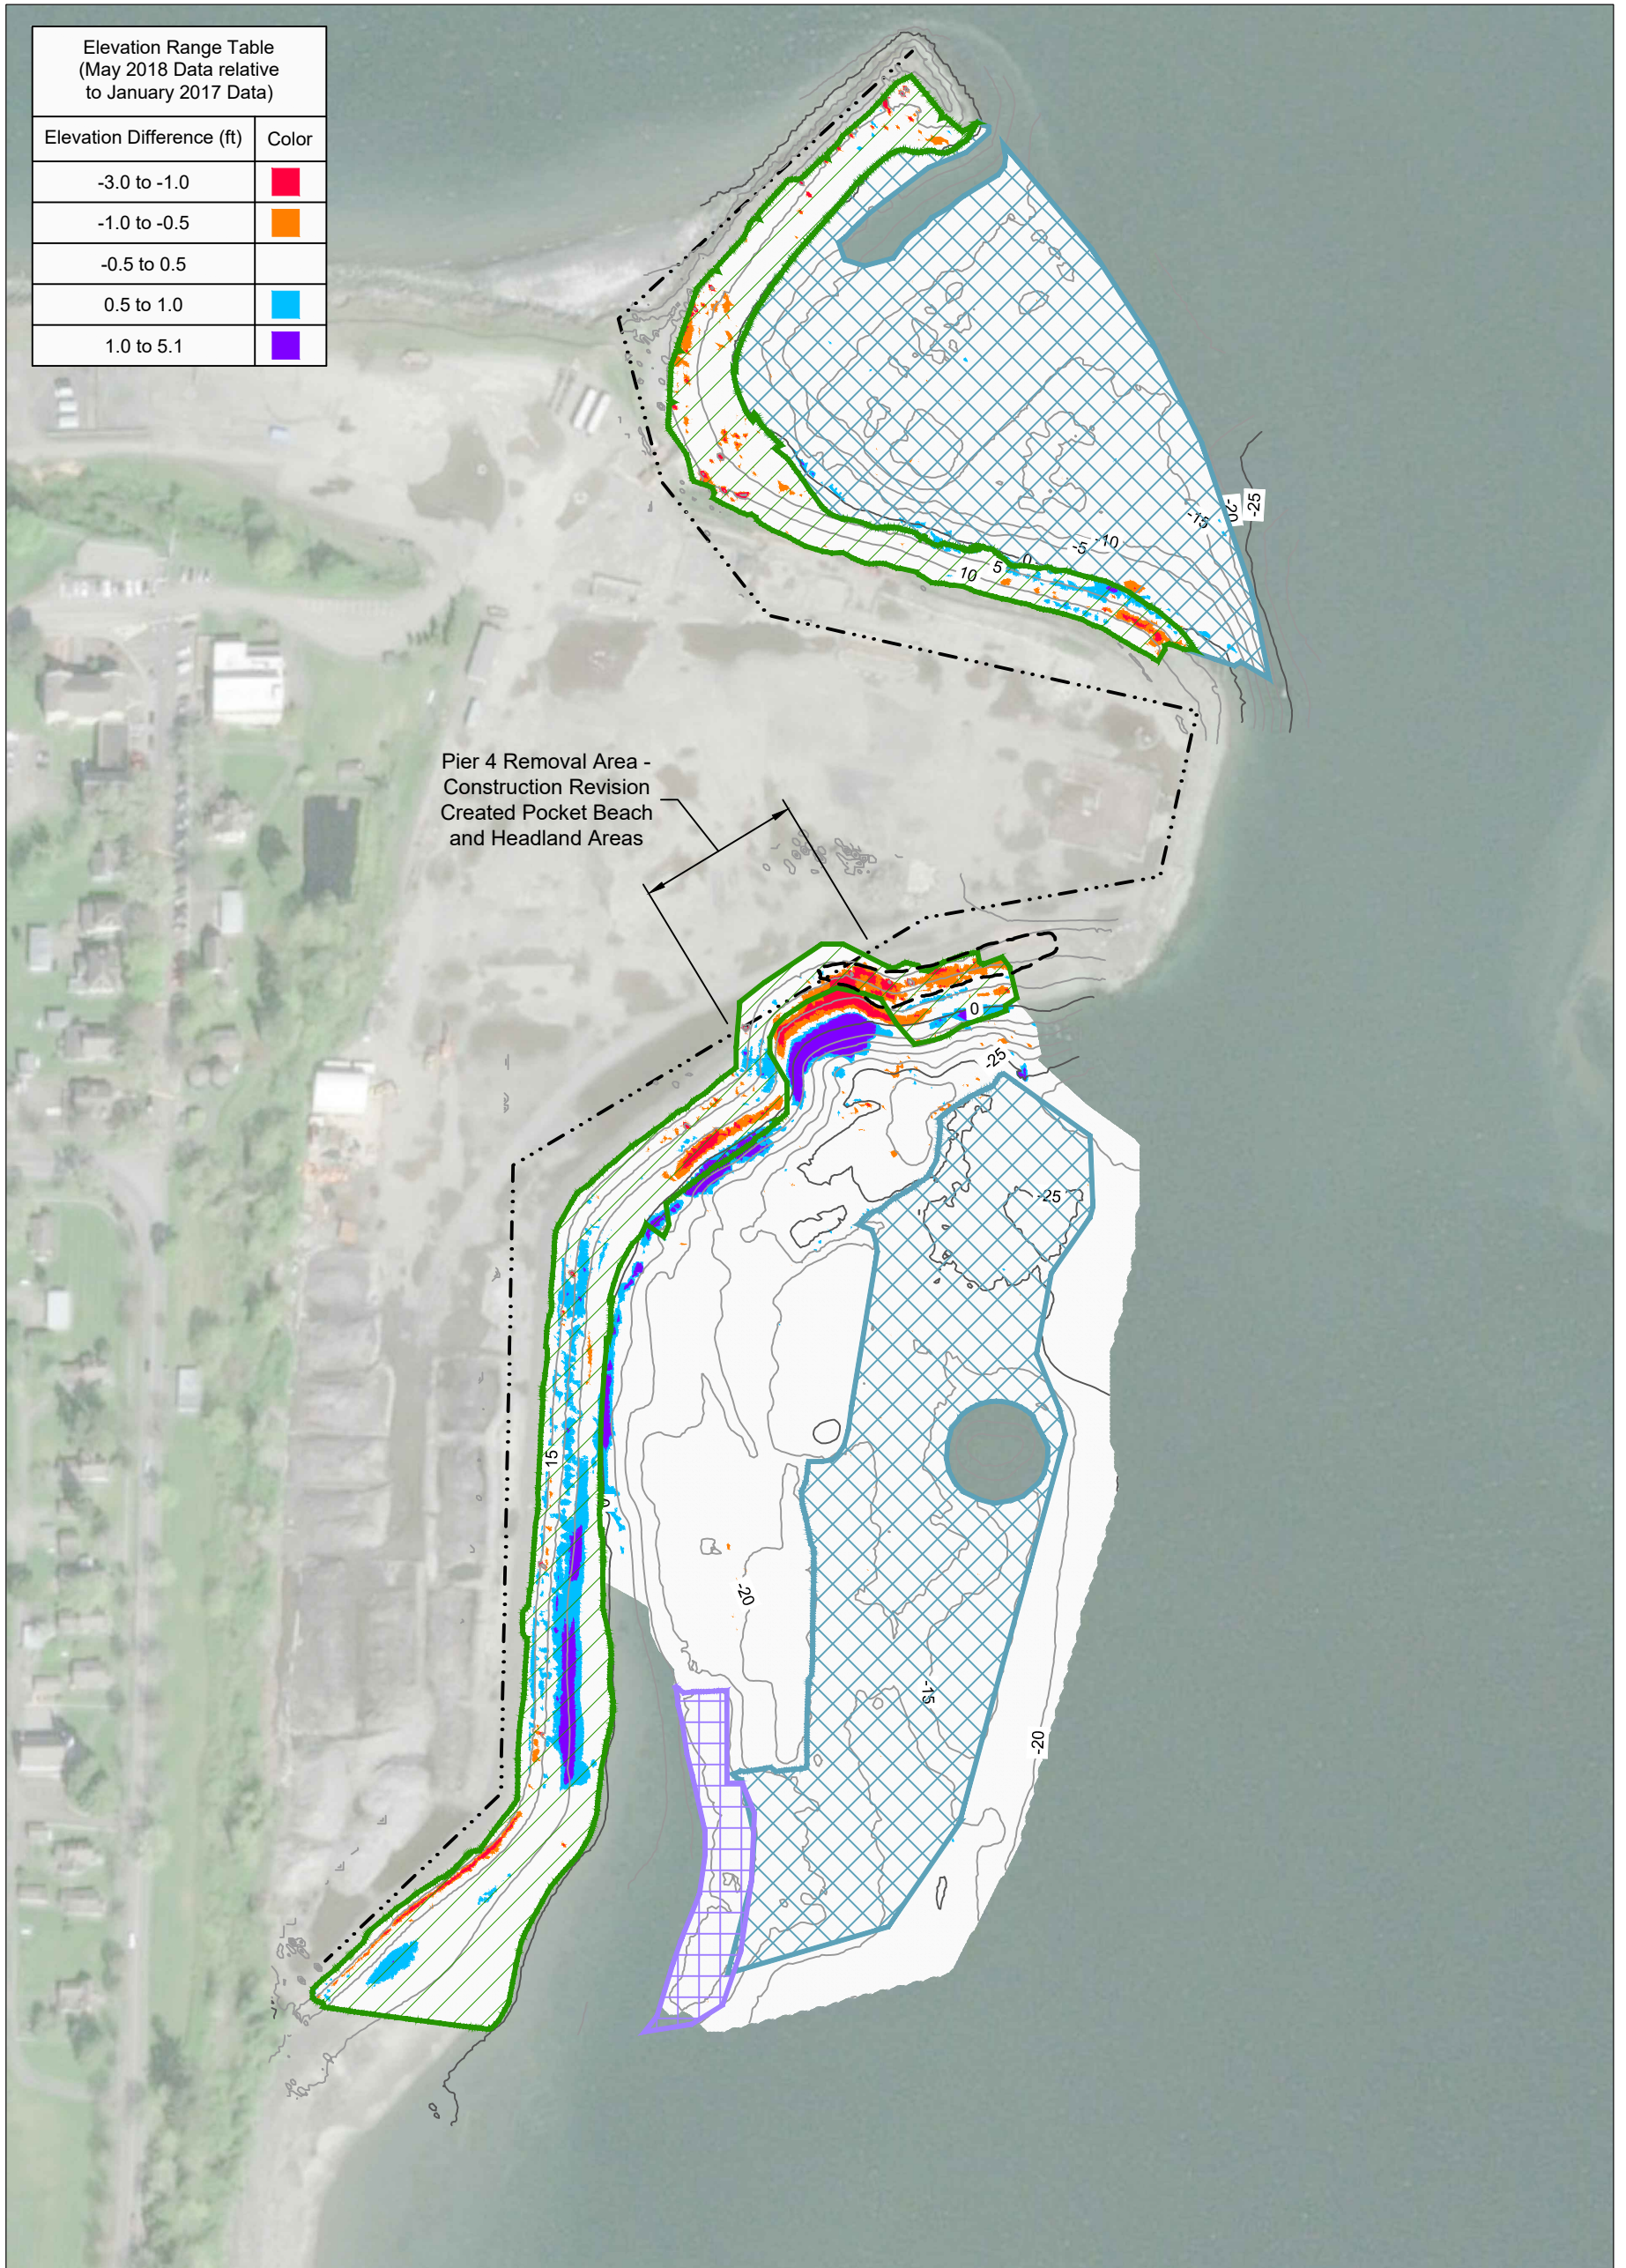 Elevation Range Table
(May 2018 Data relative
to January 2017 Data)
Elevation Difference (ft) Color
-3.0 to -1.0
-1.0 to -0.5
-0.5 to 0.5
0.5 to 1.0
1.0 to 5.1
-15
-20
-25
-10
-5
0
5
10
Pier 4 Removal Area -
Construction Revision
Created Pocket Beach
and Headland Areas
0
-25
-25
15
0
-20
-15
-20